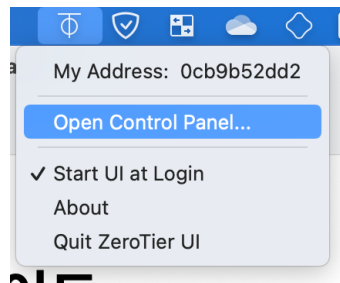 My Address: 0cb9b52dd2
Open Control Panel...
✓ Start UI at Login
About
Quit ZeroTier UI